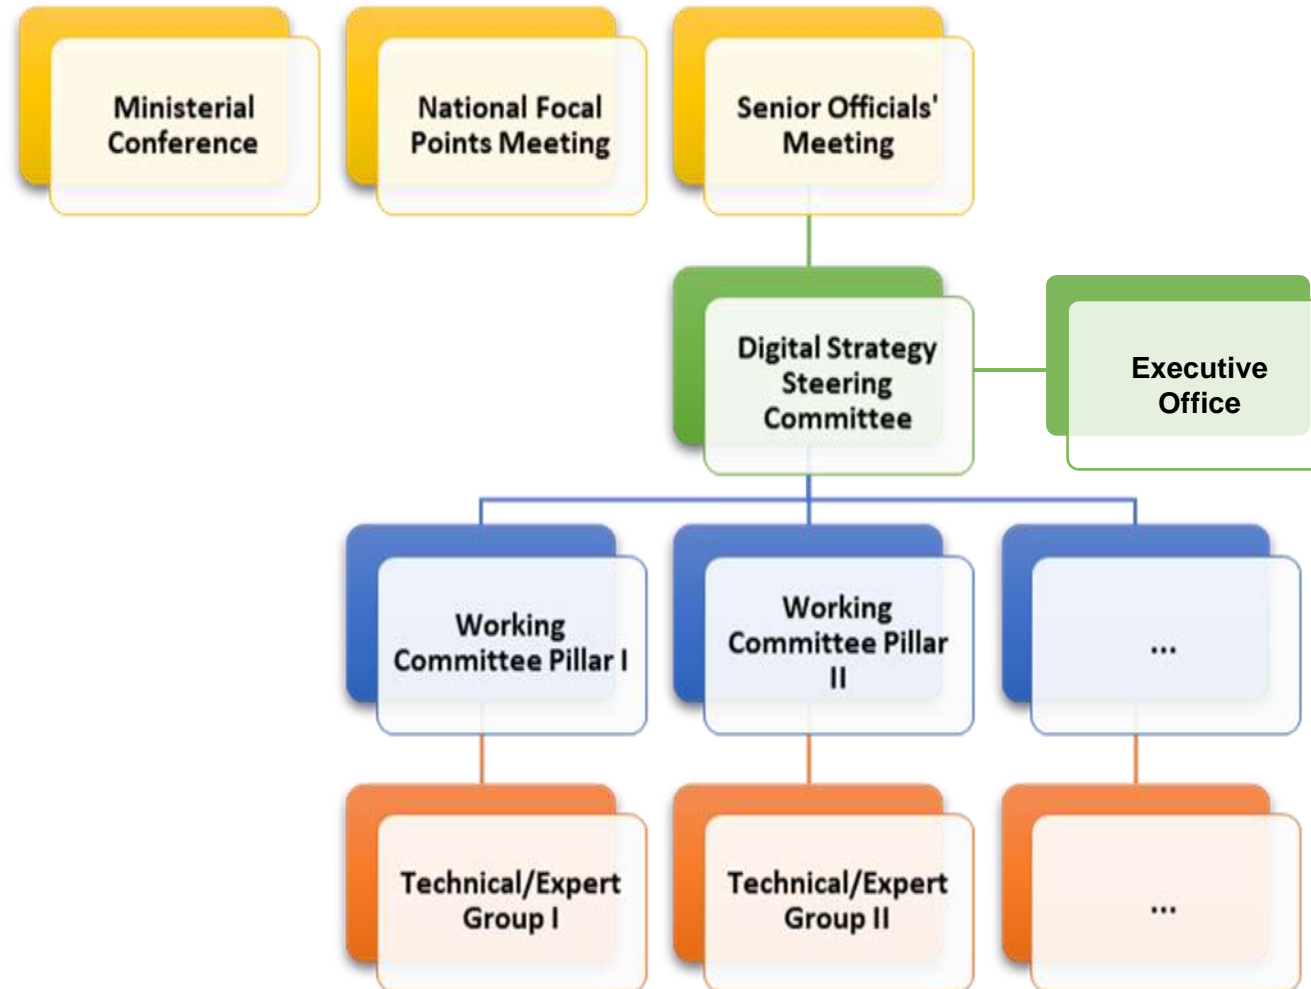 Ministerial
Conference
National Focal
Points Meeting
Senior Officials'
Meeting
Digital Strategy
Steering
Committee
Executive
Office
Working
Committee Pillar I
Working
Committee Pillar
II
...
Technical/Expert
Group I
Technical/Expert
Group II
...